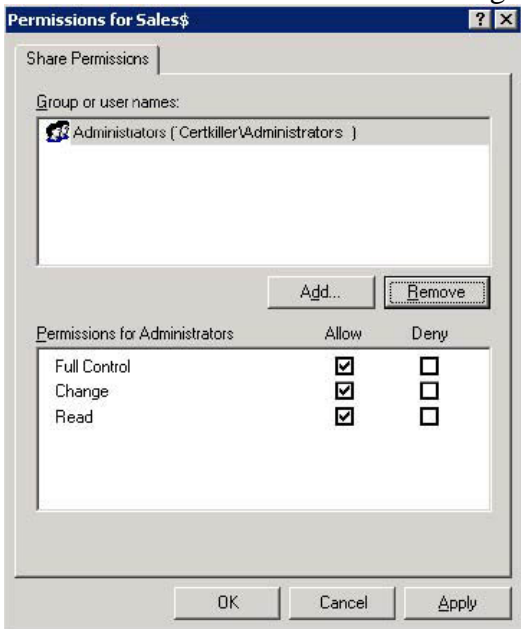 Permissions for Sales$
Share Permissions
Group or user names:
Administrators (`Certkiller\Administrators )
Add... Remove
Permissions for Administrators Allow Deny
Full Control
Change
Read
OK Cancel Apply